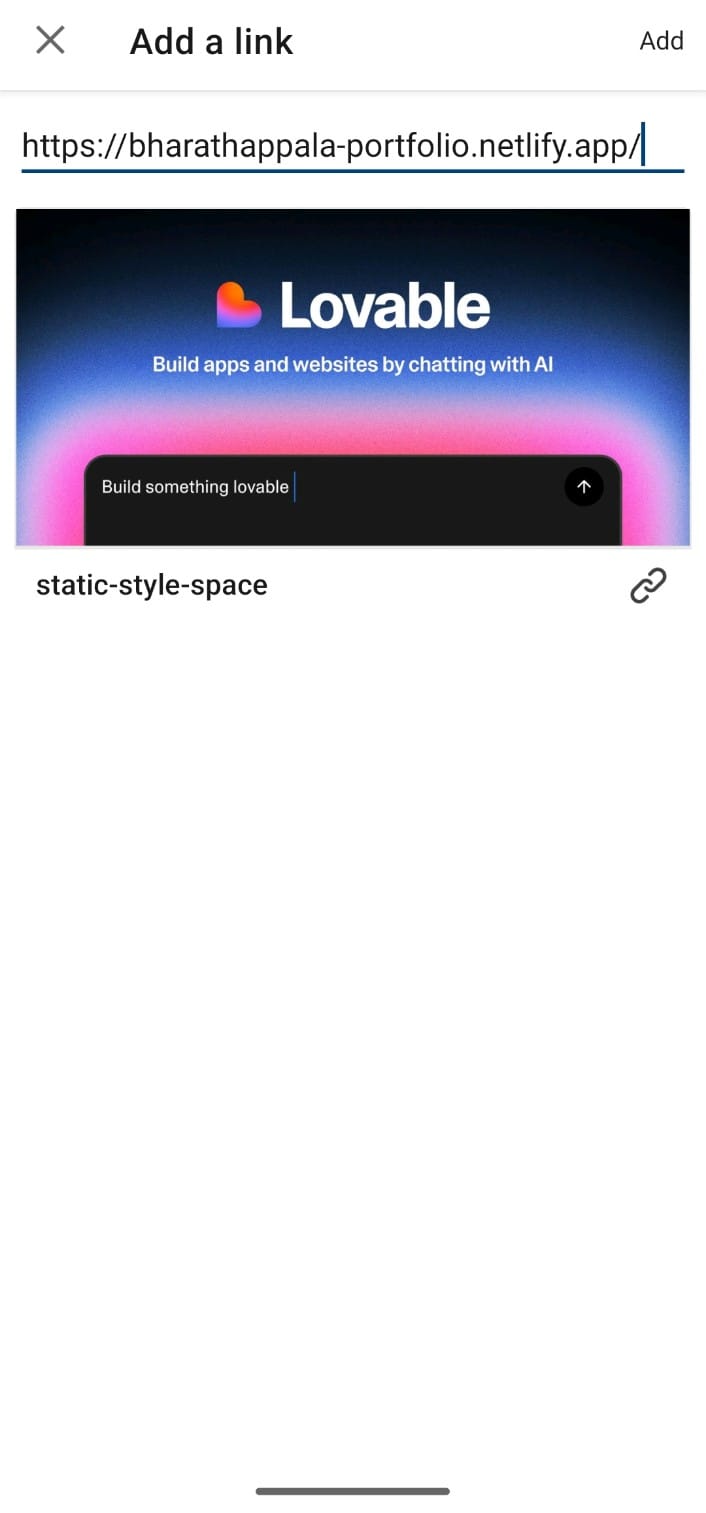 Add a link
Add
https://bharathappala-portfolio.netlify.app/
Lovable
Build apps and websites by chatting with AI
Build something lovable
static-style-space